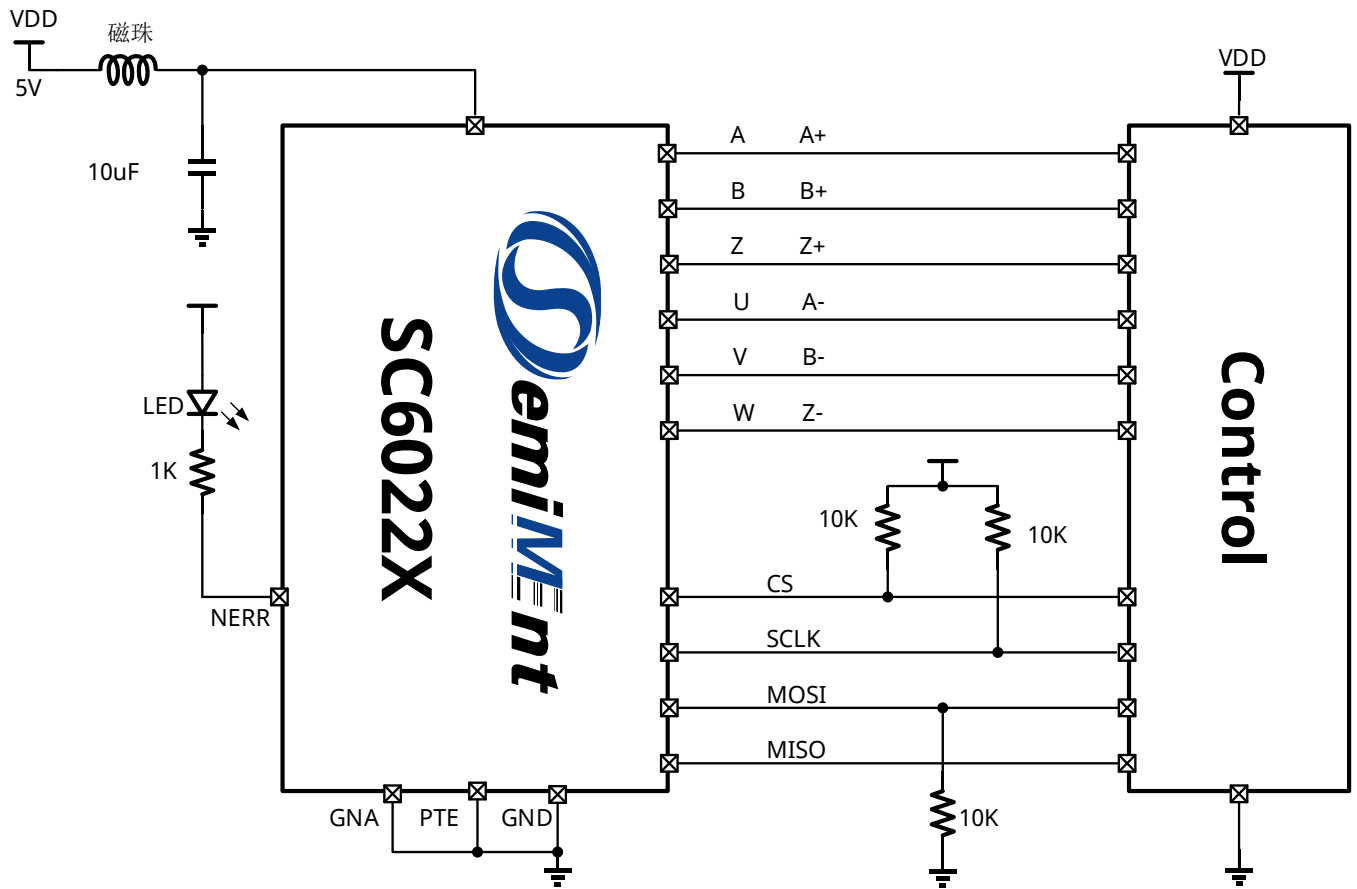 VDD
磁珠
5V
VDD
10uF
A A+
B B+
Z Z+
U A-
V B-
W Z-
SC6022X
SemiMEnt
Control
LED
1K
10K
10K
NERR
CS
SCLK
MOSI
MISO
GNA PTE GND
10K